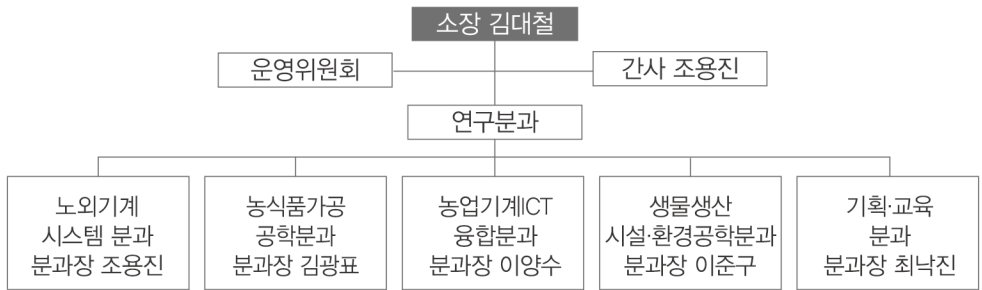 소장 김대철
운영위원회
간사 조용진
연구분과
노외기계
시스템 분과
분과장 조용진
농식품가공
공학분과
분과장 김광표
농업기계ICT
융합분과
분과장 이양수
생물생산
시설·환경공학분과
분과장 이준구
기획·교육
분과
분과장 최낙진